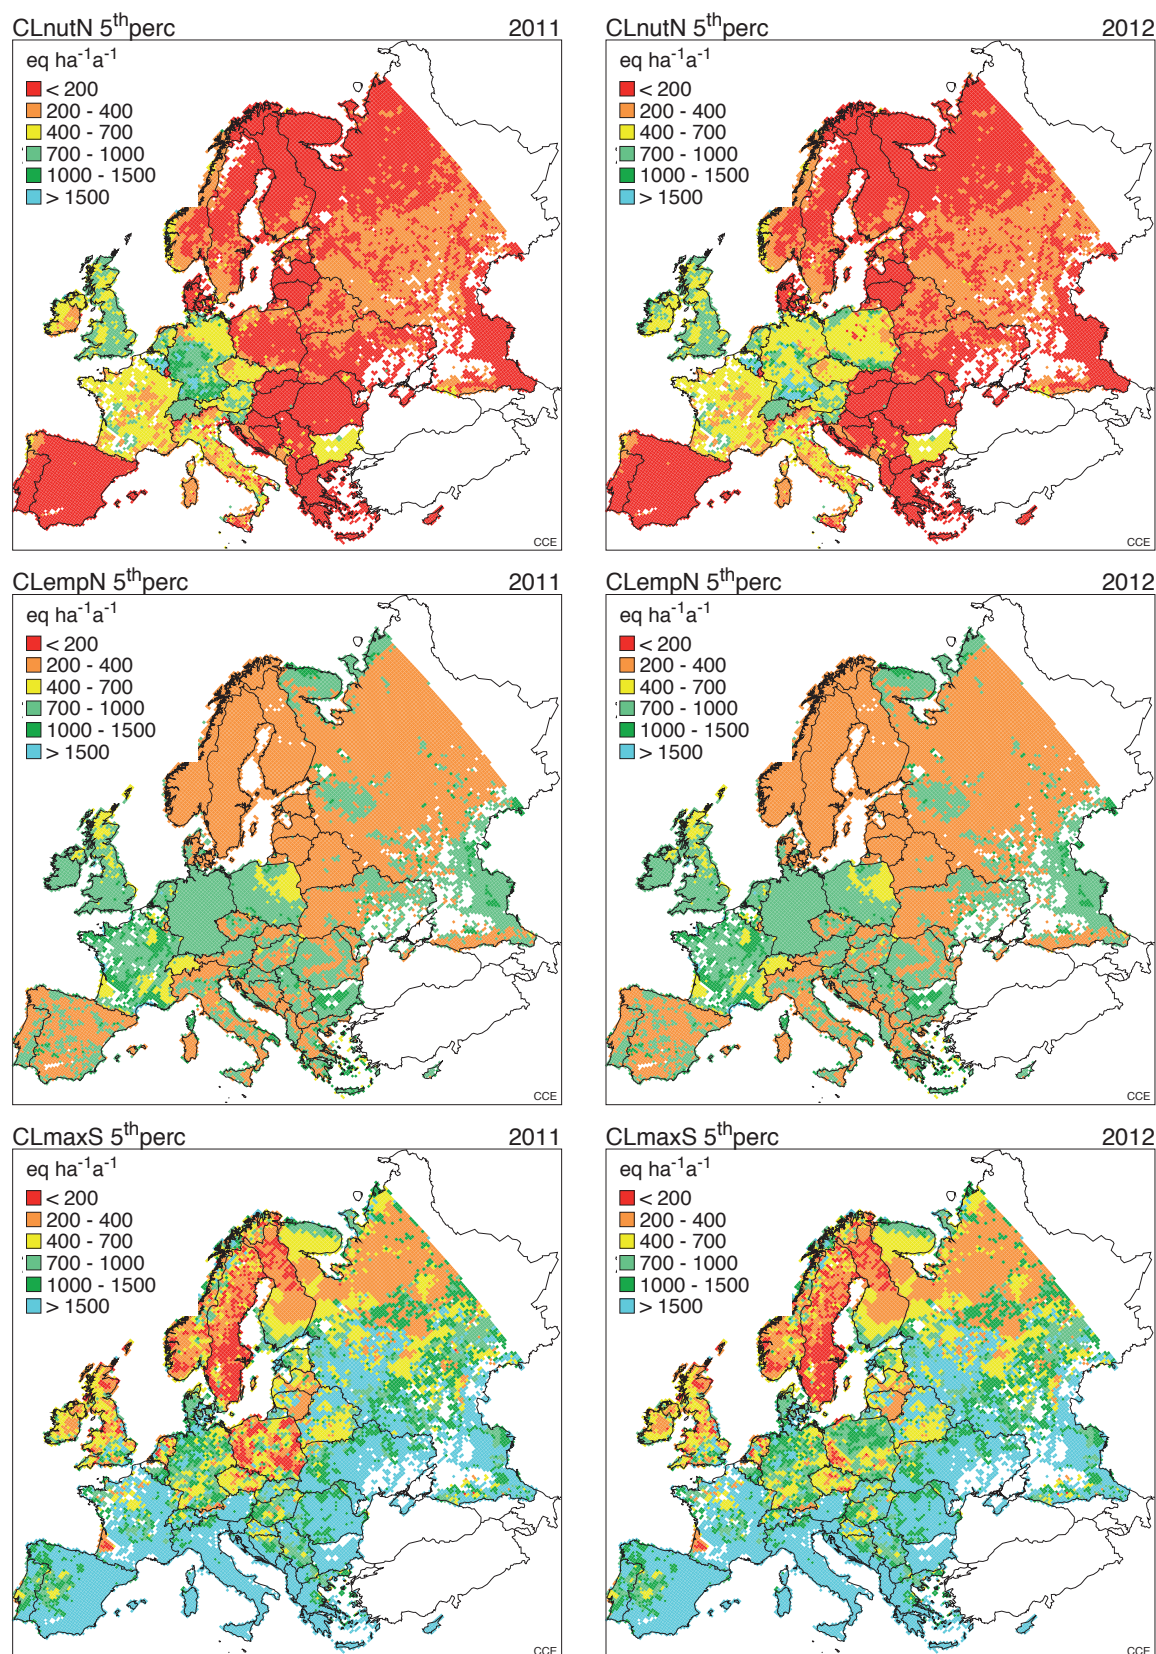 CLnutN 5thperc 2011
eq ha-1a-1
< 200
200 - 400
400 - 700
700 - 1000
1000 - 1500
> 1500
CCE
CLnutN 5thperc 2012
eq ha-1a-1
< 200
200 - 400
400 - 700
700 - 1000
1000 - 1500
> 1500
CCE
CLempN 5thperc 2011
eq ha-1a-1
< 200
200 - 400
400 - 700
700 - 1000
1000 - 1500
> 1500
CCE
CLempN 5thperc 2012
eq ha-1a-1
< 200
200 - 400
400 - 700
700 - 1000
1000 - 1500
> 1500
CCE
CLmaxS 5thperc 2011
eq ha-1a-1
< 200
200 - 400
400 - 700
700 - 1000
1000 - 1500
> 1500
CCE
CLmaxS 5thperc 2012
eq ha-1a-1
< 200
200 - 400
400 - 700
700 - 1000
1000 - 1500
> 1500
CCE